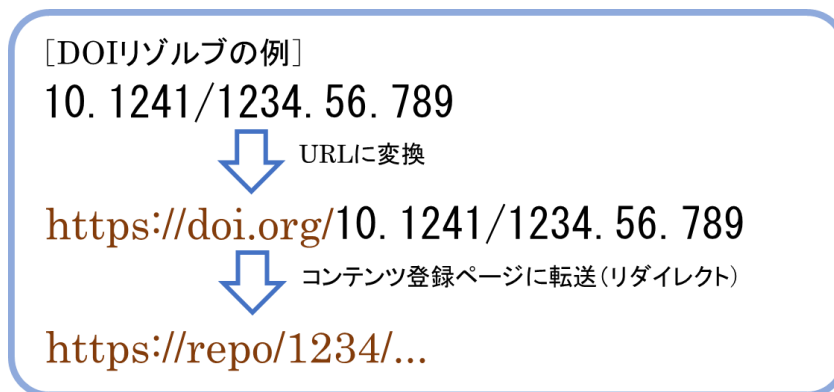 [DOIリゾルブの例]
10.1241/1234.56.789
URLに変換
https://doi.org/10.1241/1234.56.789
コンテンツ登録ページに転送(リダイレクト)
https://repo/1234/...